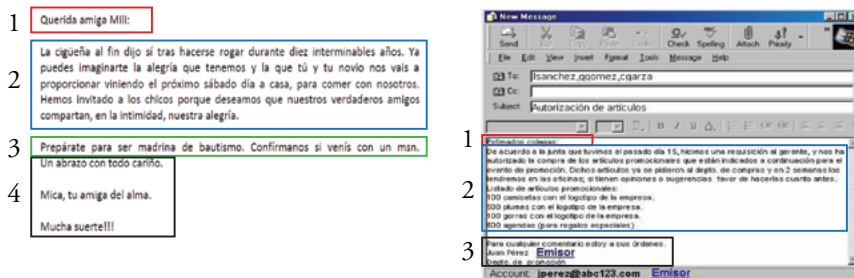 1
Querida amiga Mili:
2
La cigüeña al fin dijo sí tras hacerse rogar durante diez interminables años. Ya
puedes imaginarte la alegría que tenemos y la que tú y tu novio nos vais a
proporcionar viniendo el próximo sábado día a casa, para comer con nosotros.
Hemos invitado a los chicos porque deseamos que nuestros verdaderos amigos
compartan, en la intimidad, nuestra alegría.
3
Prepárate para ser madrina de bautismo. Confírmanos si venís con un msn.
4
Un abrazo con todo cariño.
Mica, tu amiga del alma.
Mucha suerte!!!
New Message
Send Cut Copy Paste Undo Check Spelling Attach Priority
File Edit View Insert Format Tools Message Help
To: lsanchez,ggomez,cgarza
Cc:
Subject: Autorización de artículos
1
Estimados colegas:
2
De acuerdo a la junta que tuvimos el pasado día 15, hicimos una requisición al gerente, y nos ha
autorizado la compra de los artículos promocionales que están indicados a continuación para el
evento de promoción. Dichos artículos ya se pidieron al depto. de compras y en 2 semanas los
tendremos en las oficinas; si tienen opiniones o sugerencias favor de hacerlas cuanto antes.
Listado de artículos promocionales:
100 camisetas con el logotipo de la empresa.
500 plumas con el logotipo de la empresa.
100 gorras con el logotipo de la empresa.
500 agendas (para regalos especiales)
3
Para cualquier comentario estoy a sus órdenes.
Juan Pérez Emisor
Depto. de promoción
Account: jperez@abc123.com Emisor